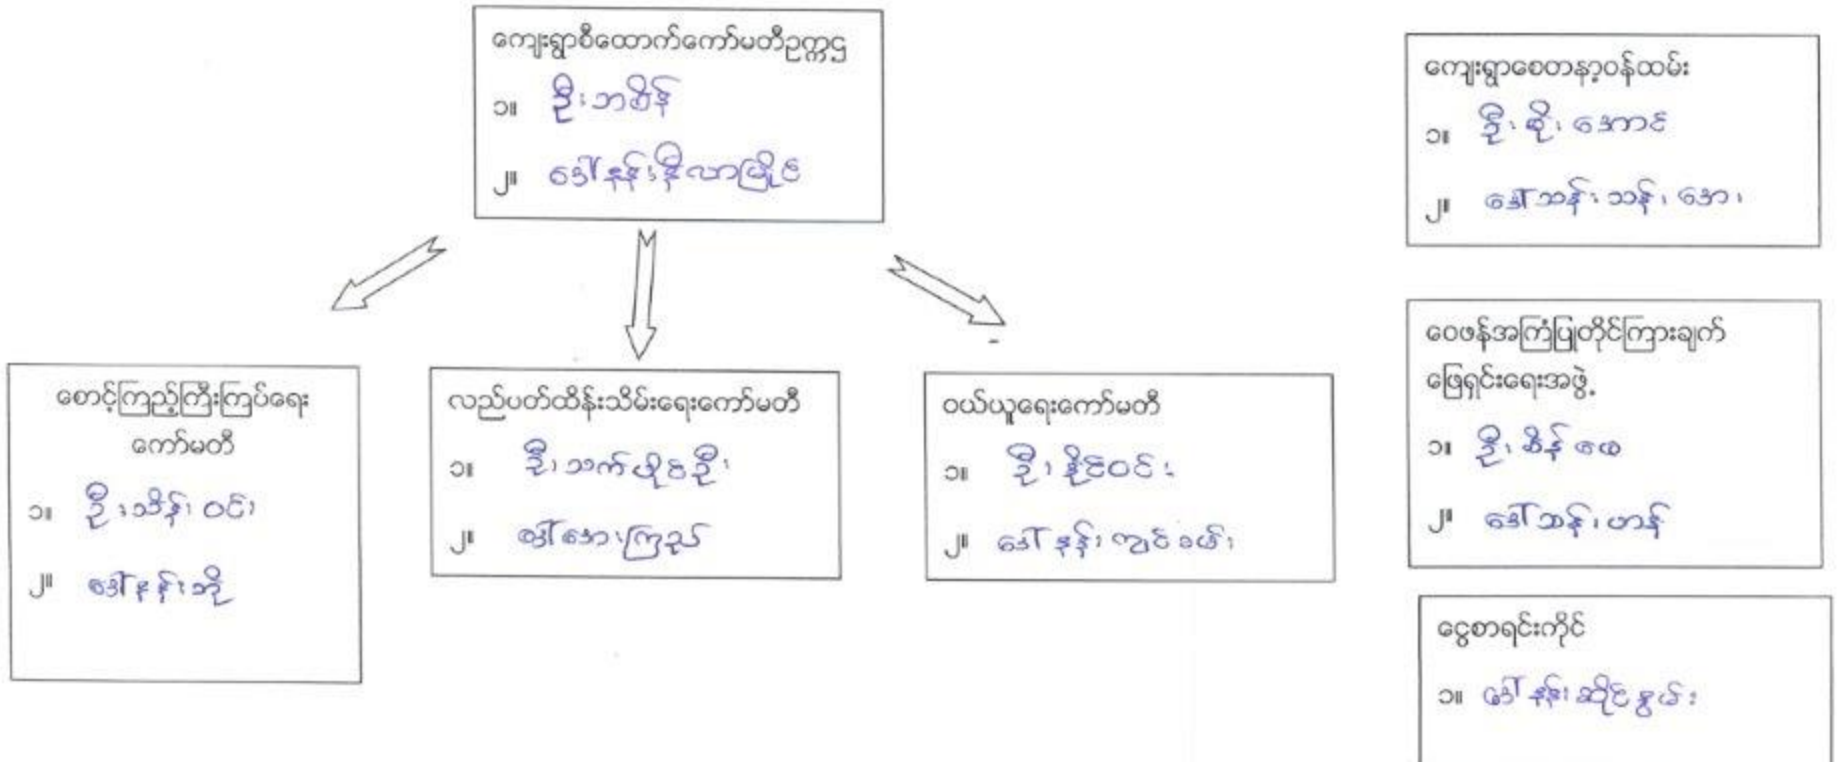 ကျေးရွာစီထောက်ကော်မတီဥက္ကဌ
၁။ ဦးဘစိန်
၂။ ဒေါ်နန်းနီလာမြိုင်
ကျေးရွာစေတနာ့ဝန်ထမ်း
၁။ ဦးစိုးအောင်
၂။ ဒေါ်သန်းသန်းအေး
ဝေဖန်အကြံပြုတိုင်ကြားချက်
ဖြေရှင်းရေးအဖွဲ့
၁။ ဦးစိန်ဖေ
၂။ ဒေါ်သန်းဟန်
ငွေစာရင်းကိုင်
၁။ ဒေါ်နန်းဆိုင်နွမ်း
စောင့်ကြည့်ကြီးကြပ်ရေး
ကော်မတီ
၁။ ဦးသိန်းဝင်း
၂။ ဒေါ်နန်းဘို
လည်ပတ်ထိန်းသိမ်းရေးကော်မတီ
၁။ ဦးသက်ပိုင်ဦး
၂။ ဒေါ်အေးကြည်
ဝယ်ယူရေးကော်မတီ
၁။ ဦးနိုင်ဝင်း
၂။ ဒေါ်နန်းကျင်ခမ်း